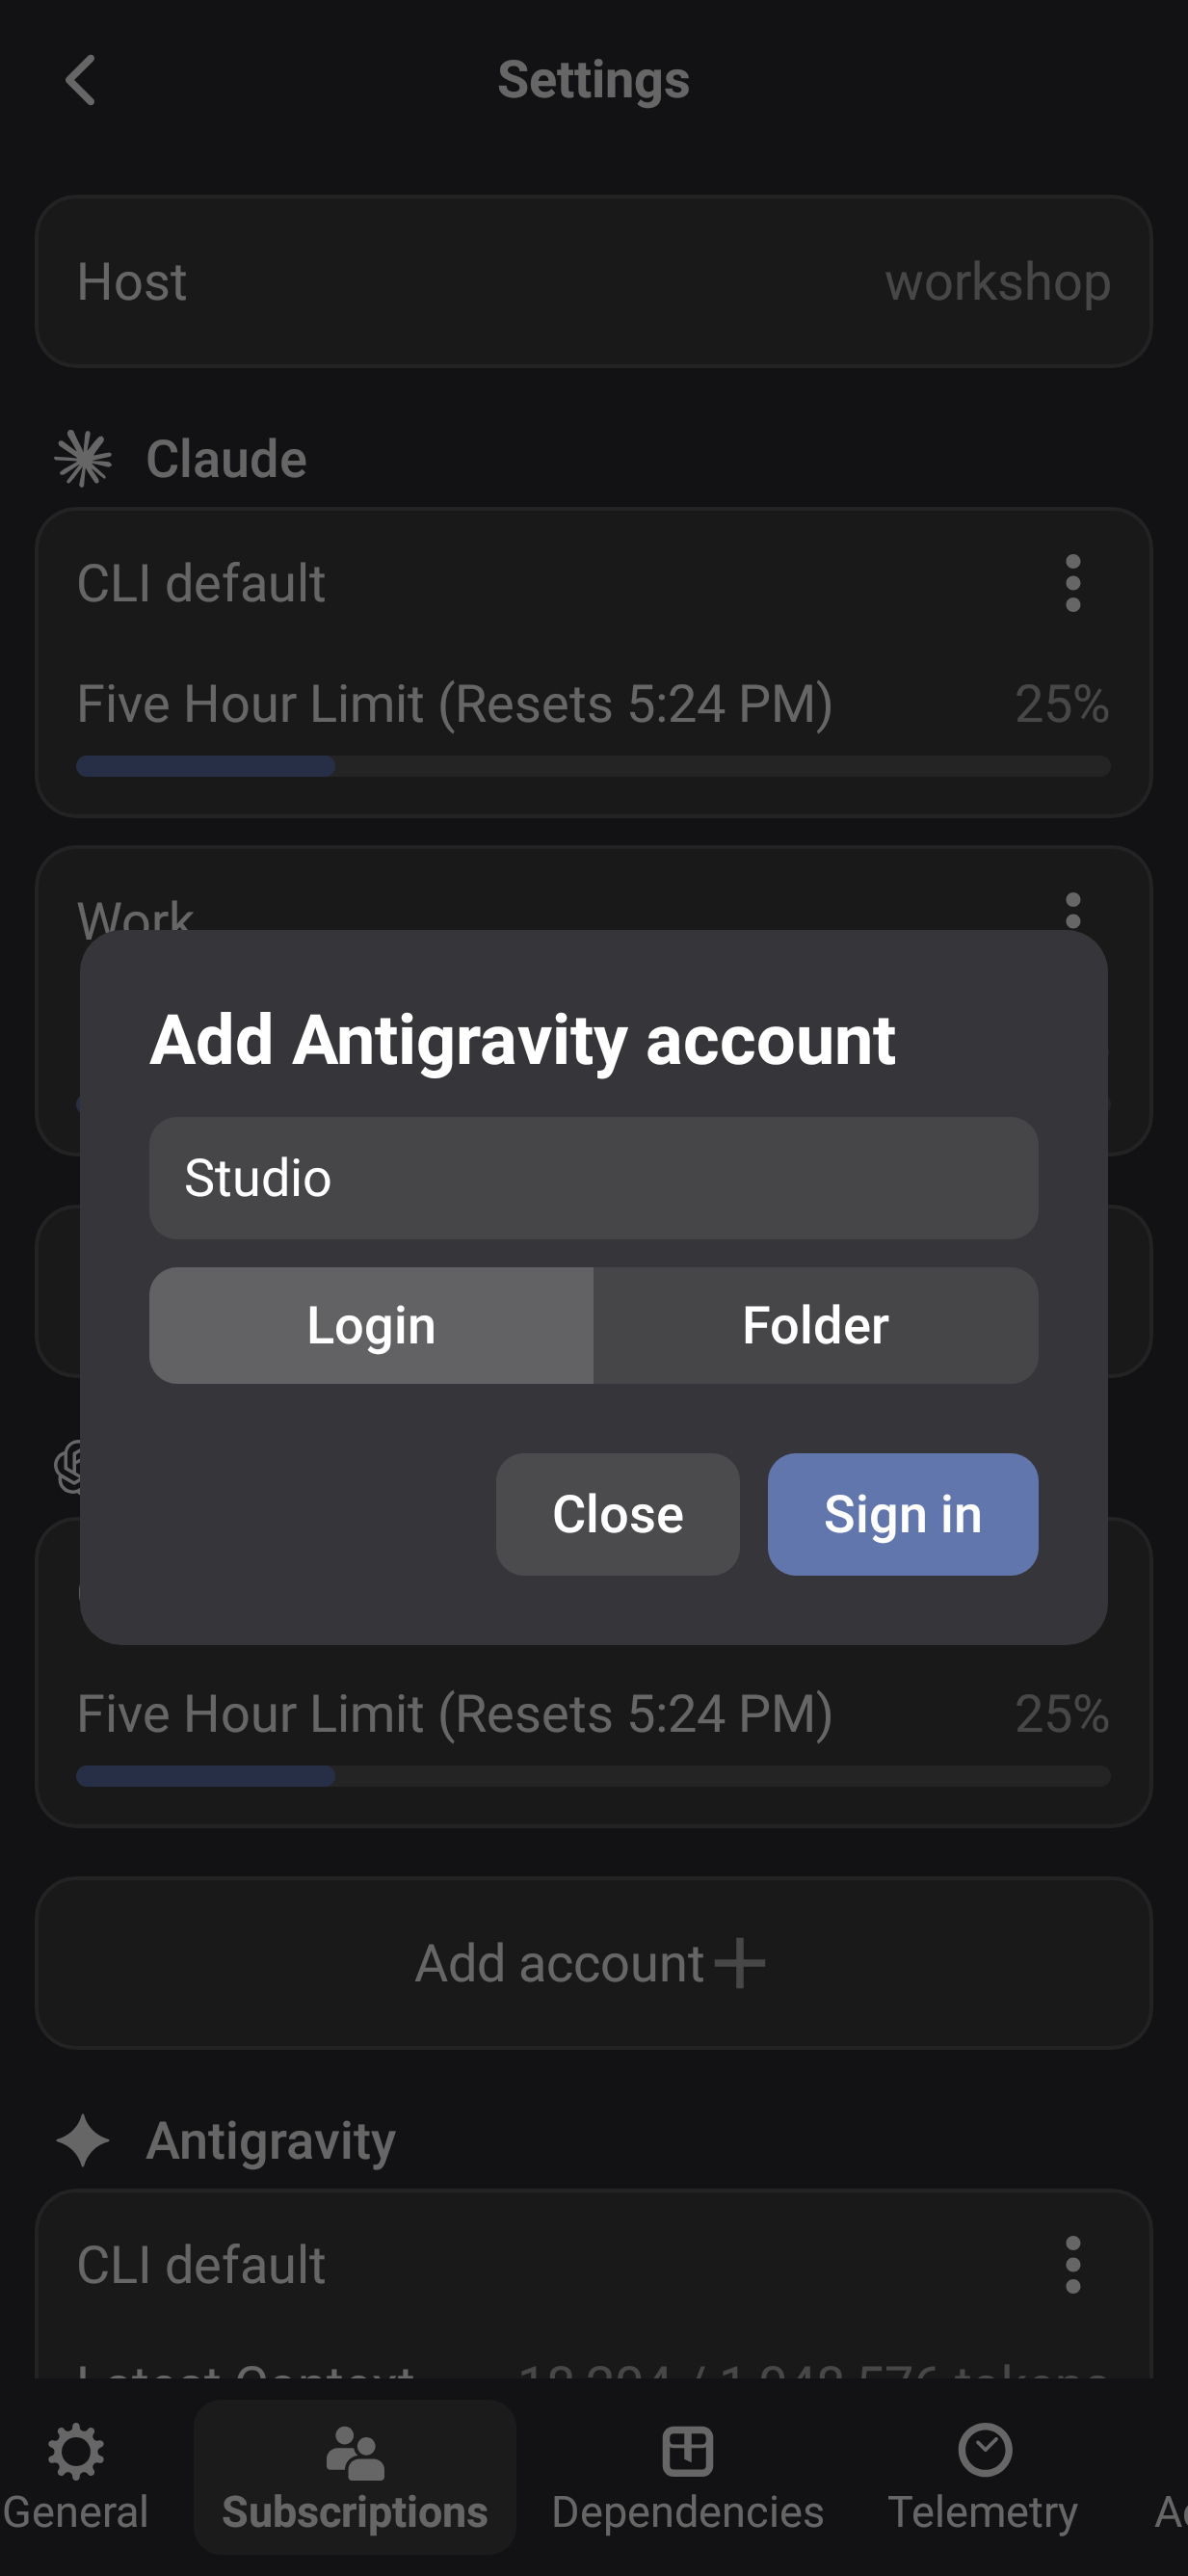 Settings
Host workshop
Claude
CLI default
Five Hour Limit (Resets 5:24 PM) 25%
Work
Add Antigravity account
Studio
Login Folder
Close Sign in
Five Hour Limit (Resets 5:24 PM) 25%
Add account
Antigravity
CLI default
Latest Context
General Subscriptions Dependencies Telemetry